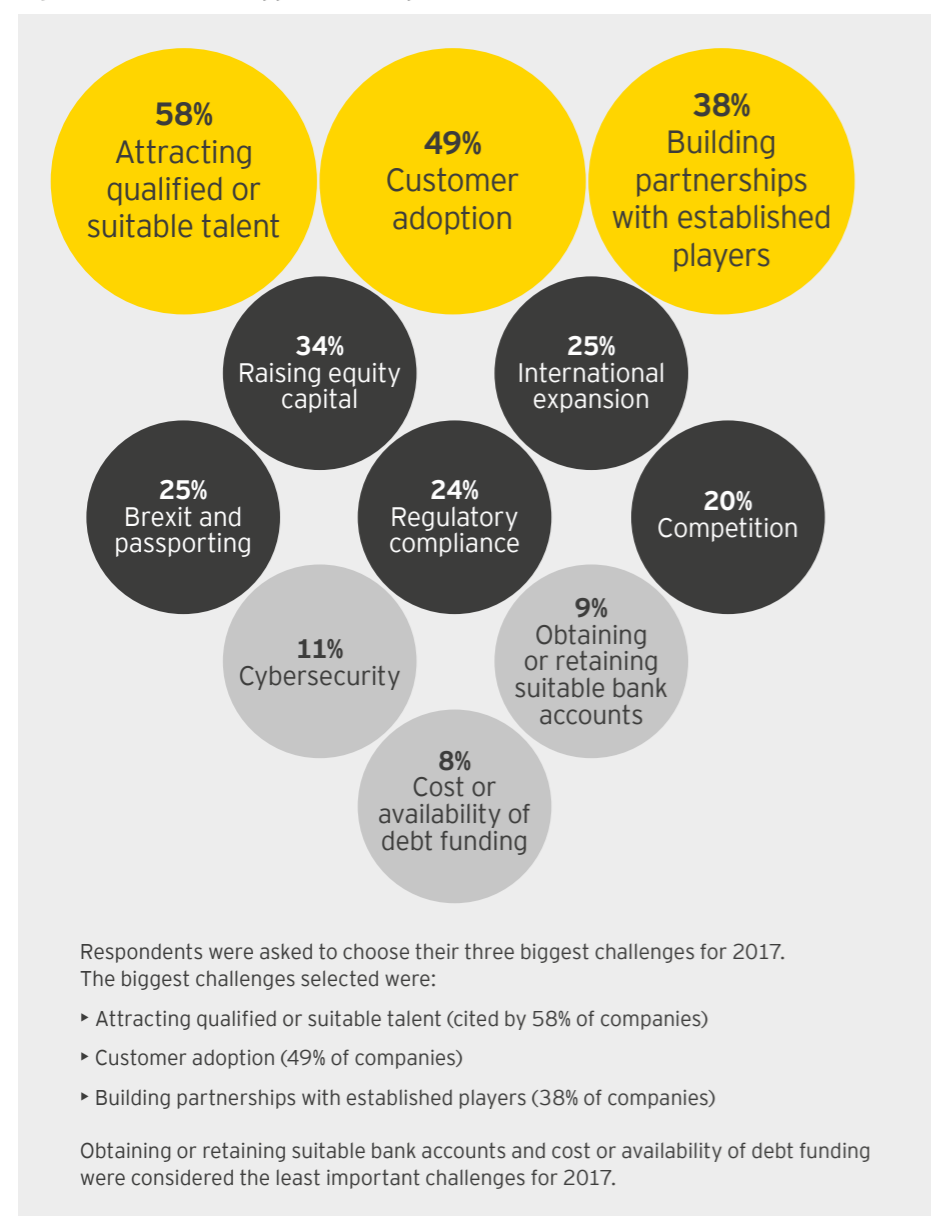 58%
Attracting
qualified or
suitable talent
49%
Customer
adoption
38%
Building
partnerships
with established
players
34%
Raising equity
capital
25%
International
expansion
25%
Brexit and
passporting
24%
Regulatory
compliance
20%
Competition
11%
Cybersecurity
9%
Obtaining
or retaining
suitable bank
accounts
8%
Cost or
availability of
debt funding
Respondents were asked to choose their three biggest challenges for 2017.
The biggest challenges selected were:
‣ Attracting qualified or suitable talent (cited by 58% of companies)
‣ Customer adoption (49% of companies)
‣ Building partnerships with established players (38% of companies)
Obtaining or retaining suitable bank accounts and cost or availability of debt funding
were considered the least important challenges for 2017.